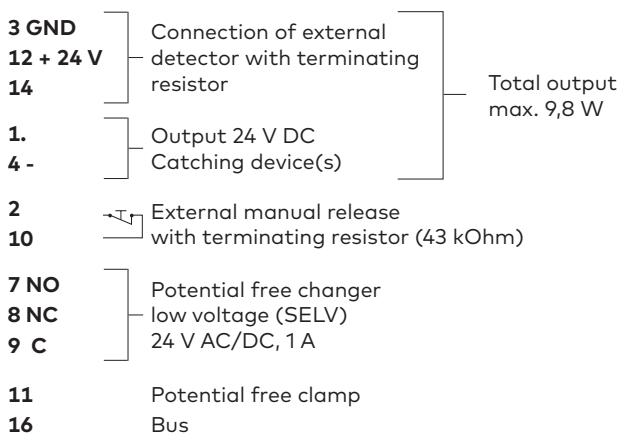 3 GND
12 + 24 V
14
Connection of external
detector with terminating
resistor
1.
4 -
Output 24 V DC
Catching device(s)
Total output
max. 9,8 W
2
10
External manual release
with terminating resistor (43 kOhm)
7 NO
8 NC
9 C
Potential free changer
low voltage (SELV)
24 V AC/DC, 1 A
11 Potential free clamp
16 Bus